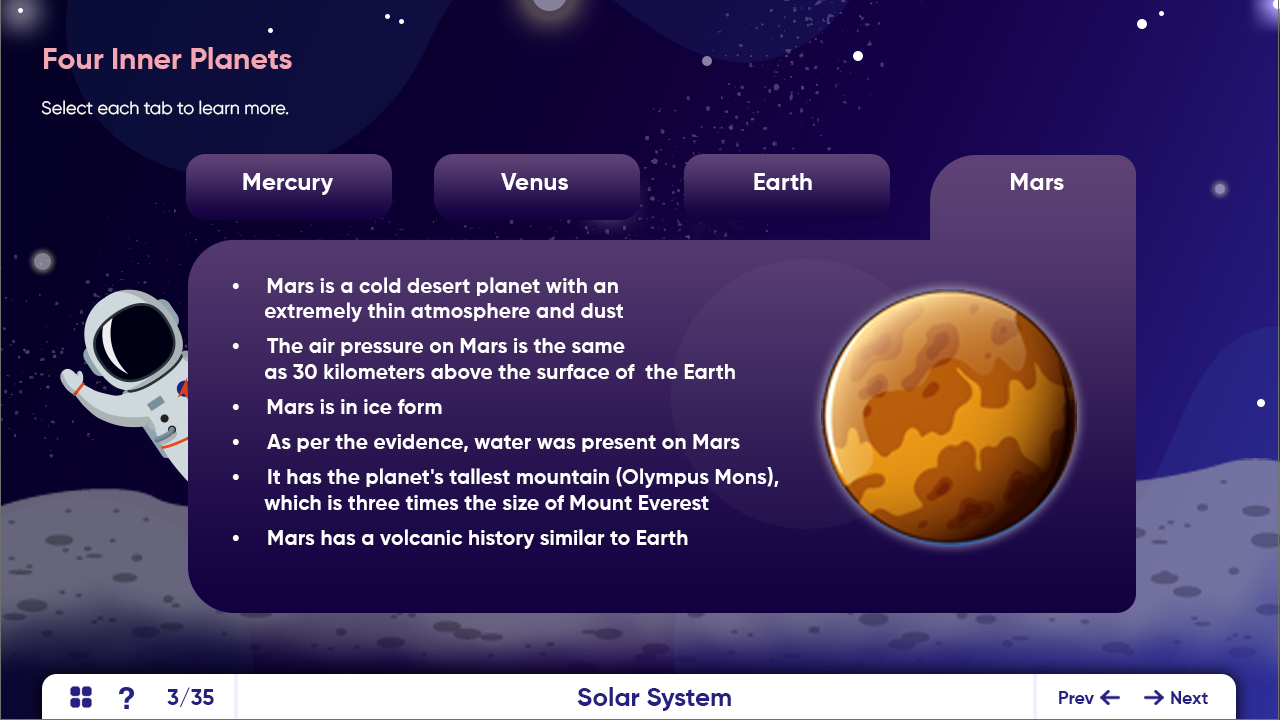 Four Inner Planets
Select each tab to learn more.
Mercury
Venus
Earth
Mars
• Mars is a cold desert planet with an
extremely thin atmosphere and dust
• The air pressure on Mars is the same
as 30 kilometers above the surface of  the Earth
• Mars is in ice form
• As per the evidence, water was present on Mars
• It has the planet's tallest mountain (Olympus Mons),
which is three times the size of Mount Everest
• Mars has a volcanic history similar to Earth
?
3/35
Solar System
Prev
Next